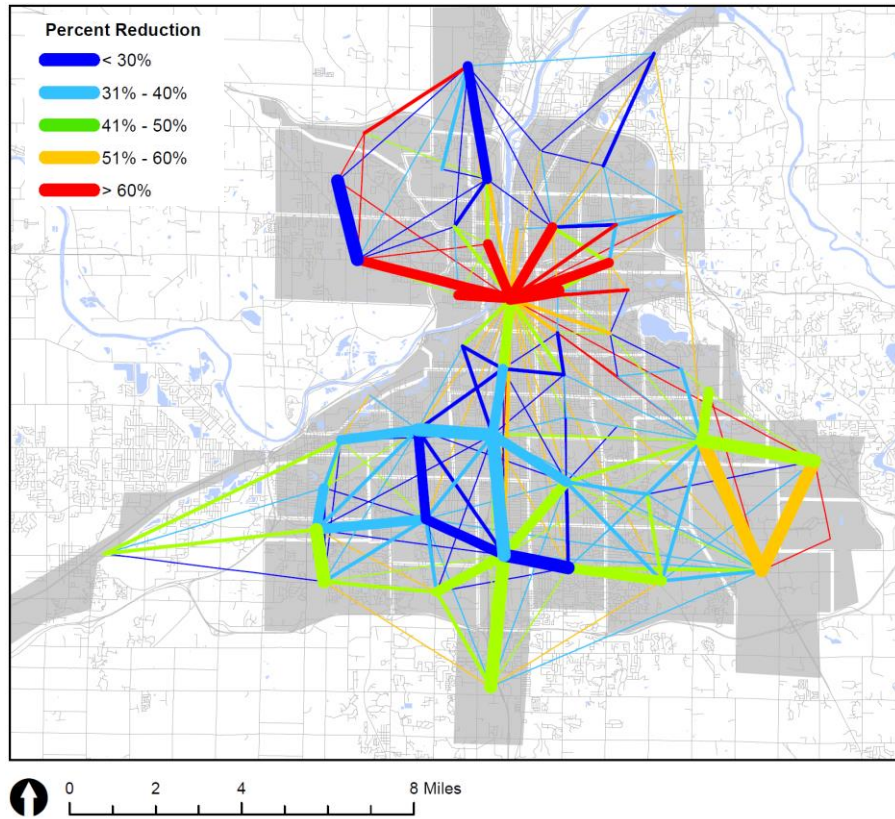 Percent Reduction
< 30%
31% - 40%
41% - 50%
51% - 60%
> 60%
0 2 4 8 Miles